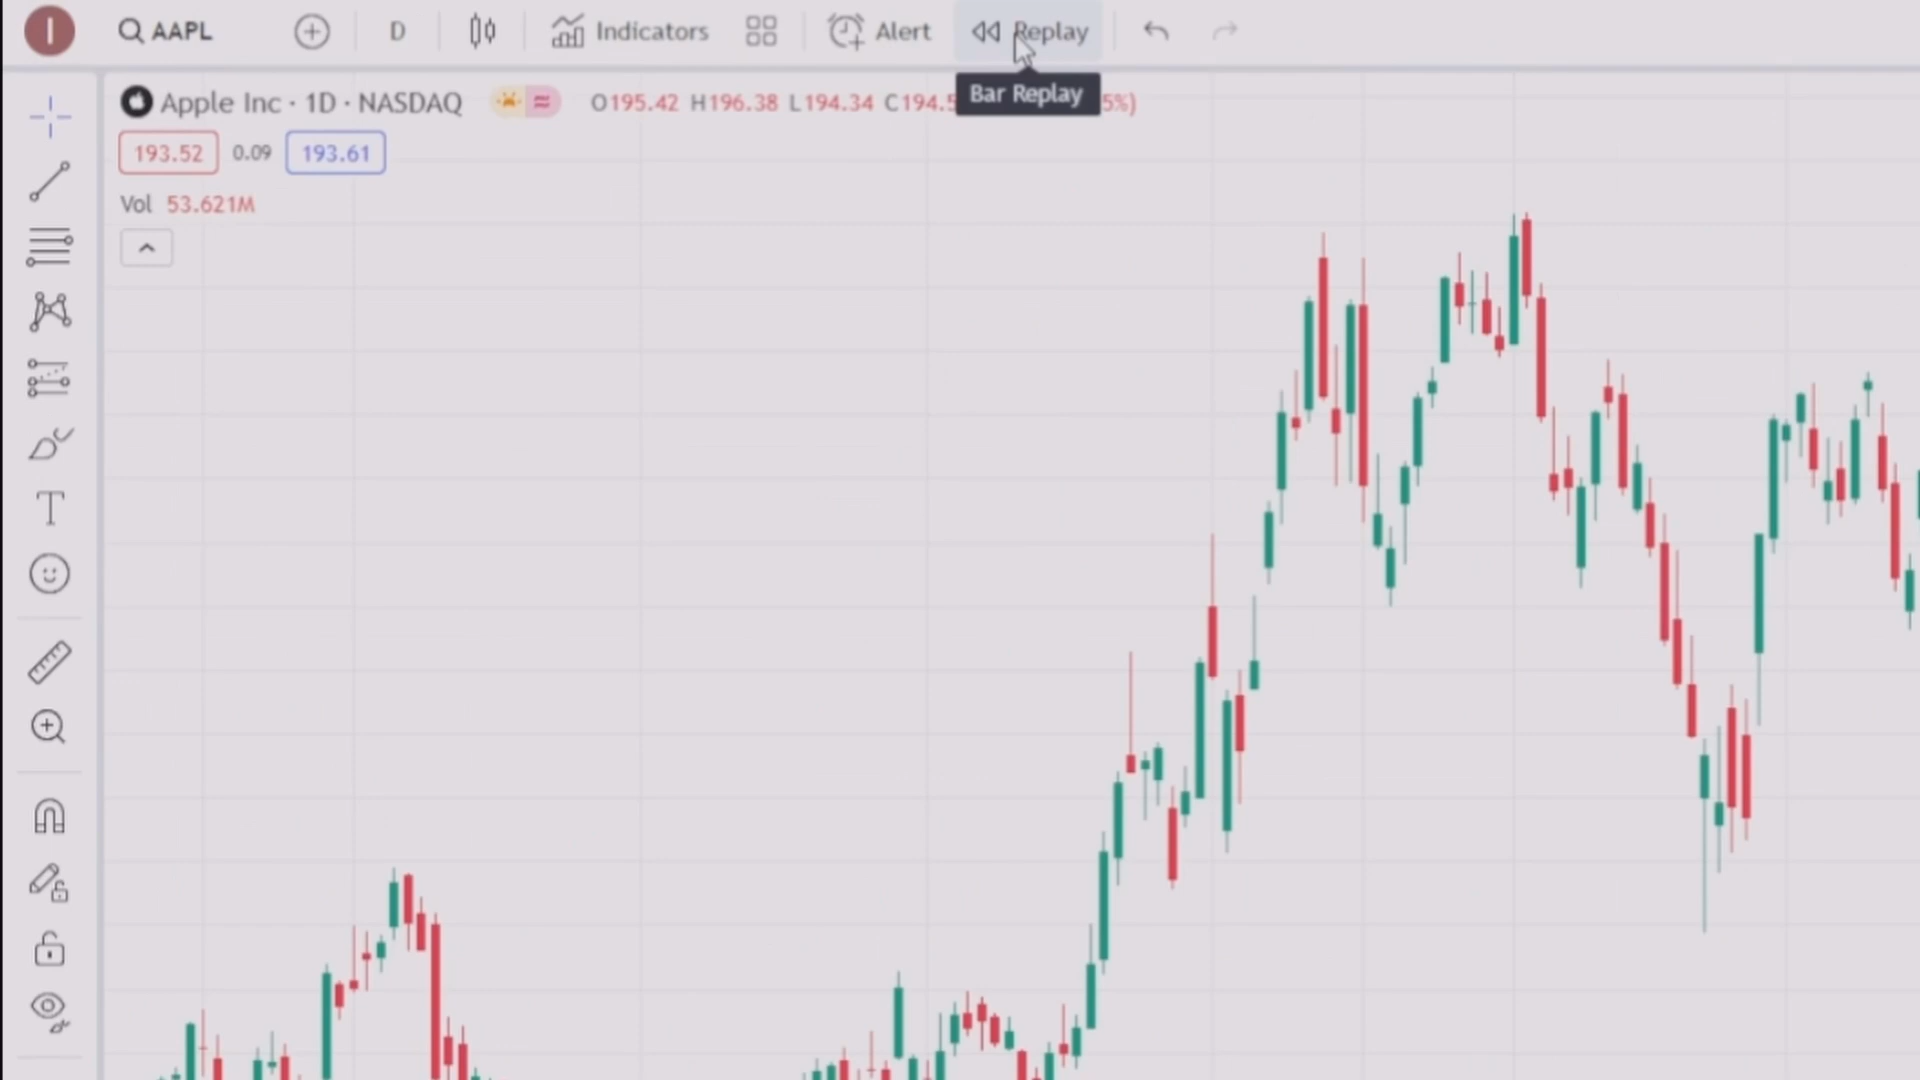 I AAPL D Indicators Alert Replay
Bar Replay
Apple Inc · 1D · NASDAQ O195.42 H196.38 L194.34 C194.5 5%)
193.52 0.09 193.61
Vol 53.621M